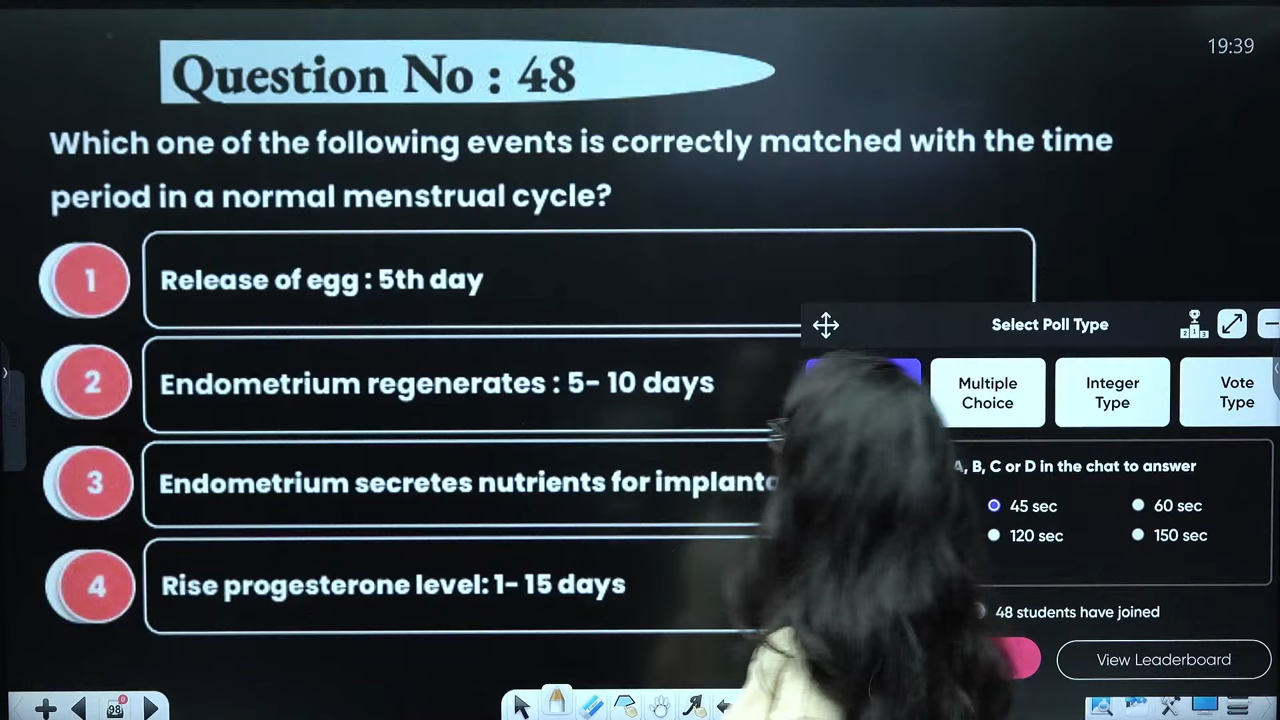 19:39
Question No : 48
Which one of the following events is correctly matched with the time
period in a normal menstrual cycle?
1
Release of egg : 5th day
2
Endometrium regenerates : 5- 10 days
3
Endometrium secretes nutrients for
4
Rise progesterone level: 1- 15 days
Select Poll Type
Multiple
Choice
Integer
Type
Vote
Type
A, B, C or D in the chat to answer
45 sec
60 sec
120 sec
150 sec
48 students have joined
View Leaderboard
98